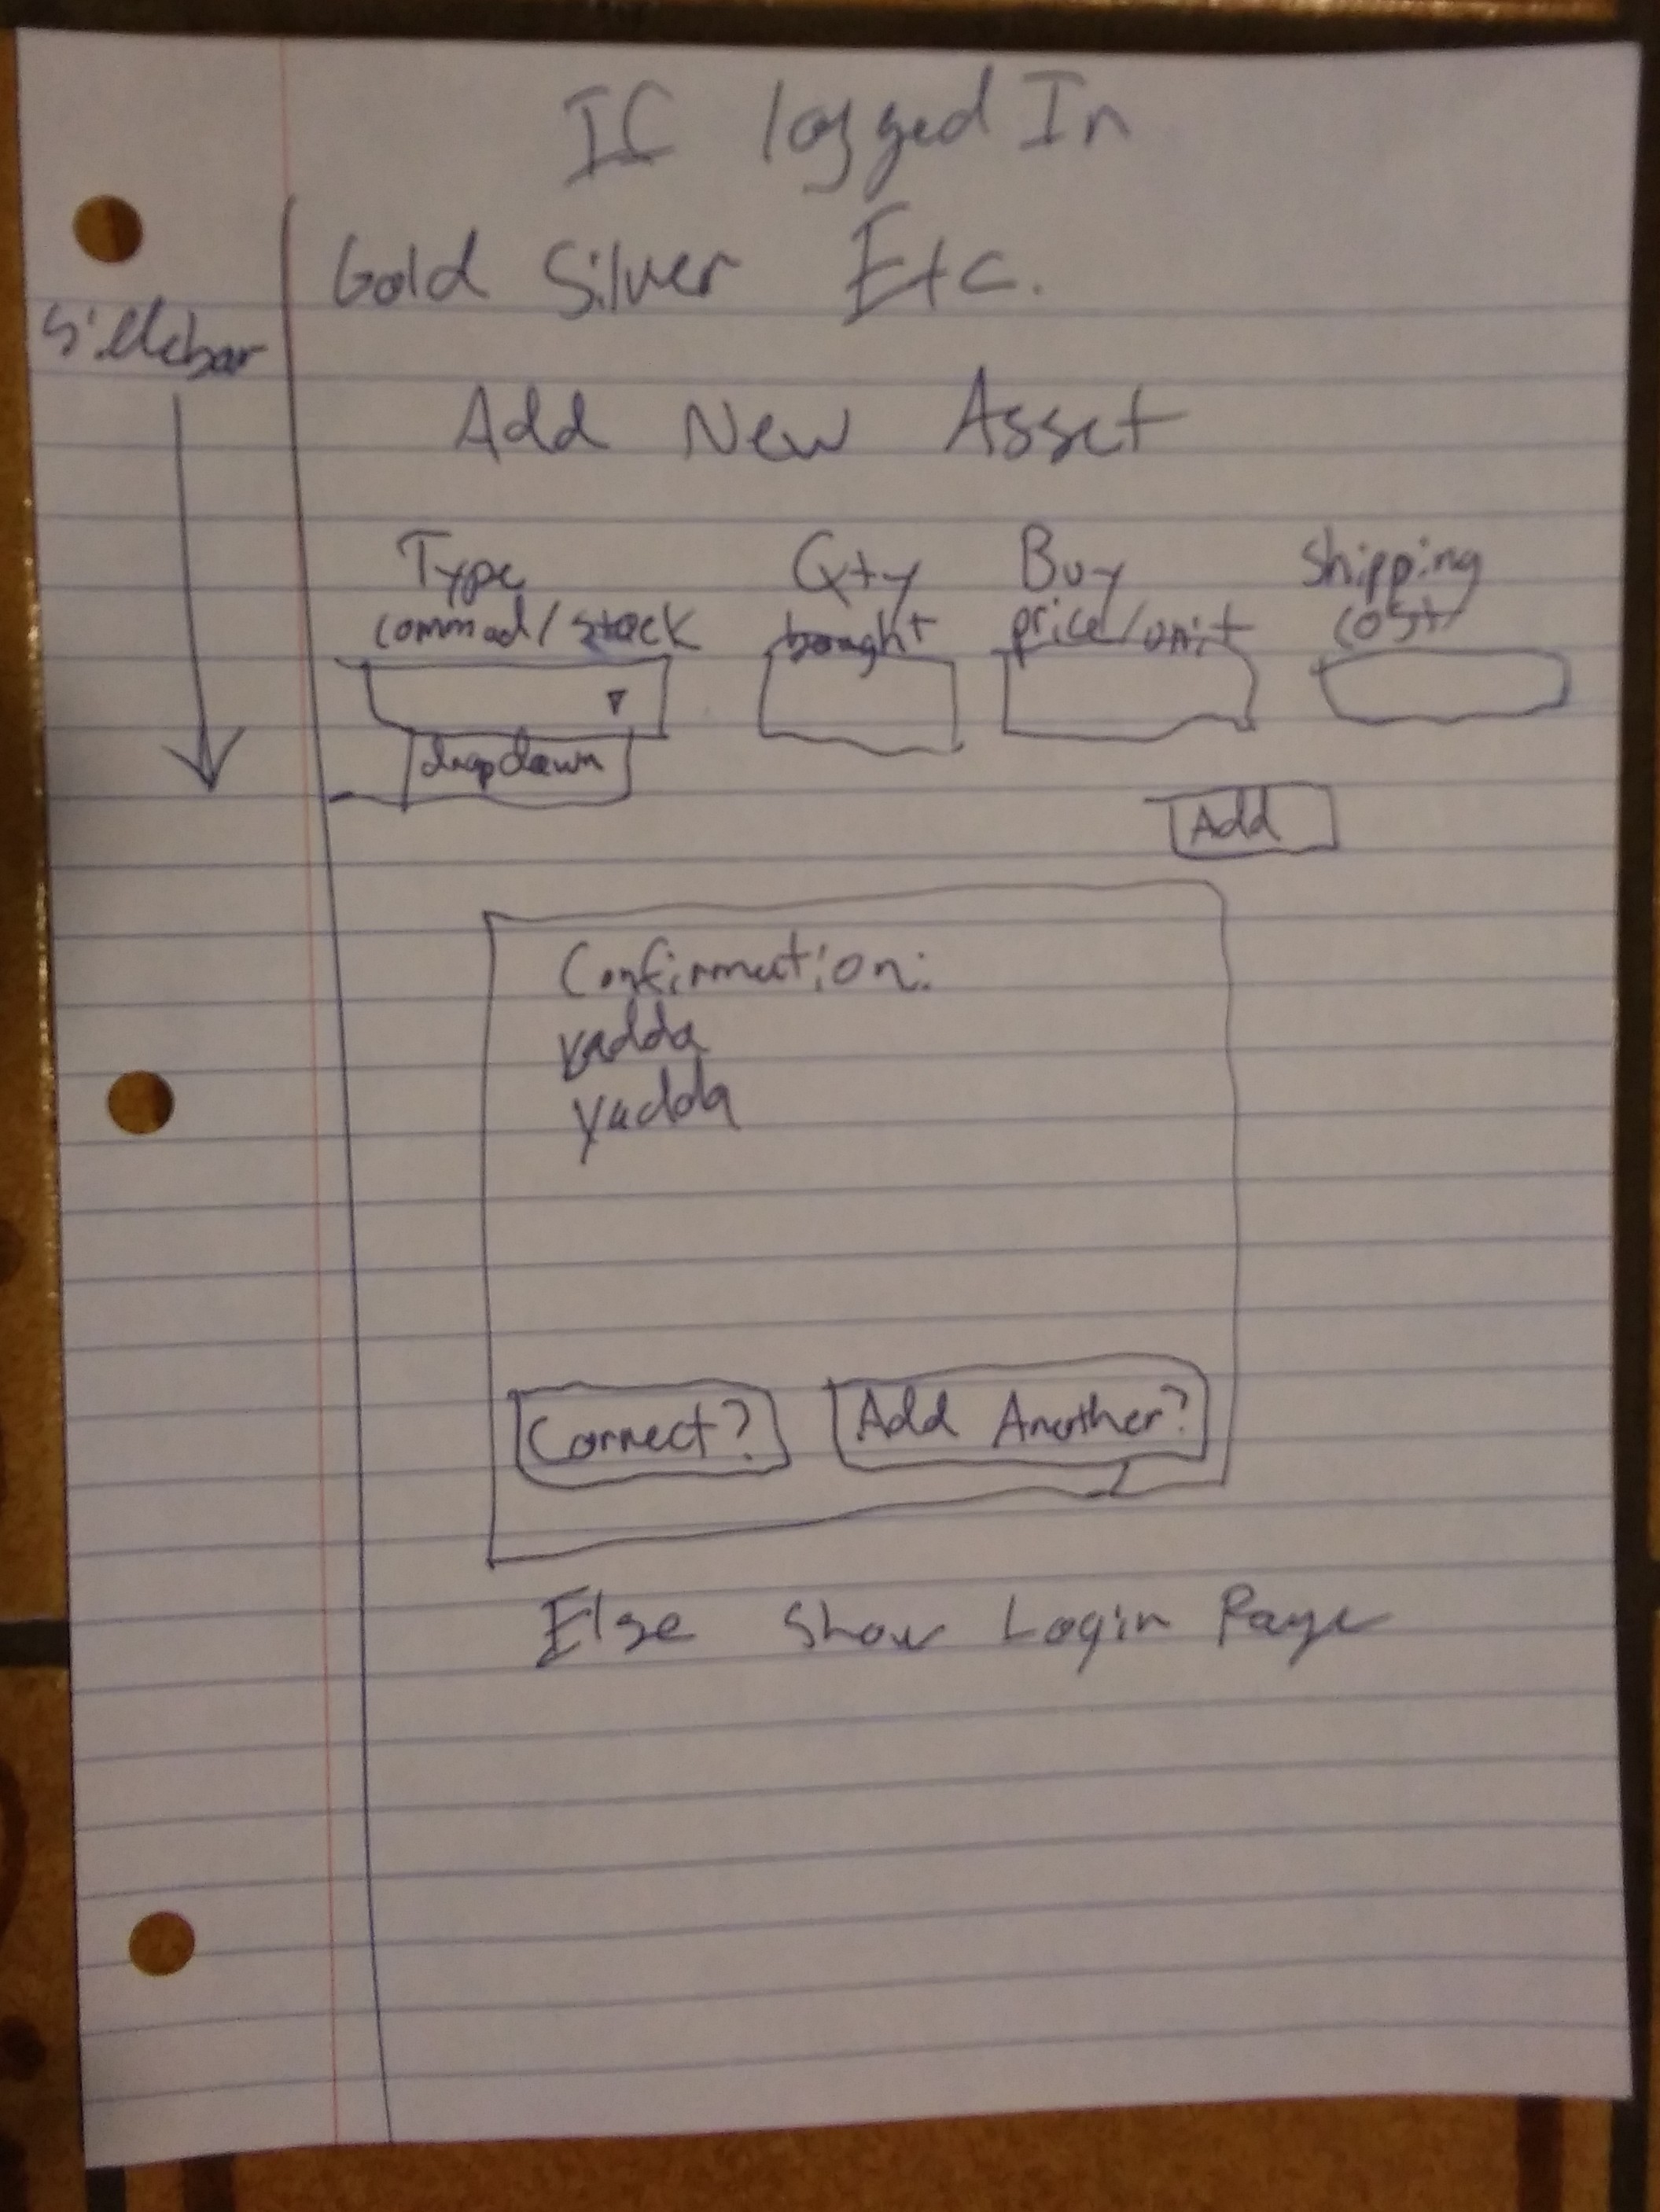 If logged In
Gold Silver Etc.
Sidebar
Add New Asset
Type Qty Buy Shipping
commod/stock bought price/unit cost
dropdown
Add
Confirmation:
yadda
yadda
Correct? Add Another?
Else Show Login Page